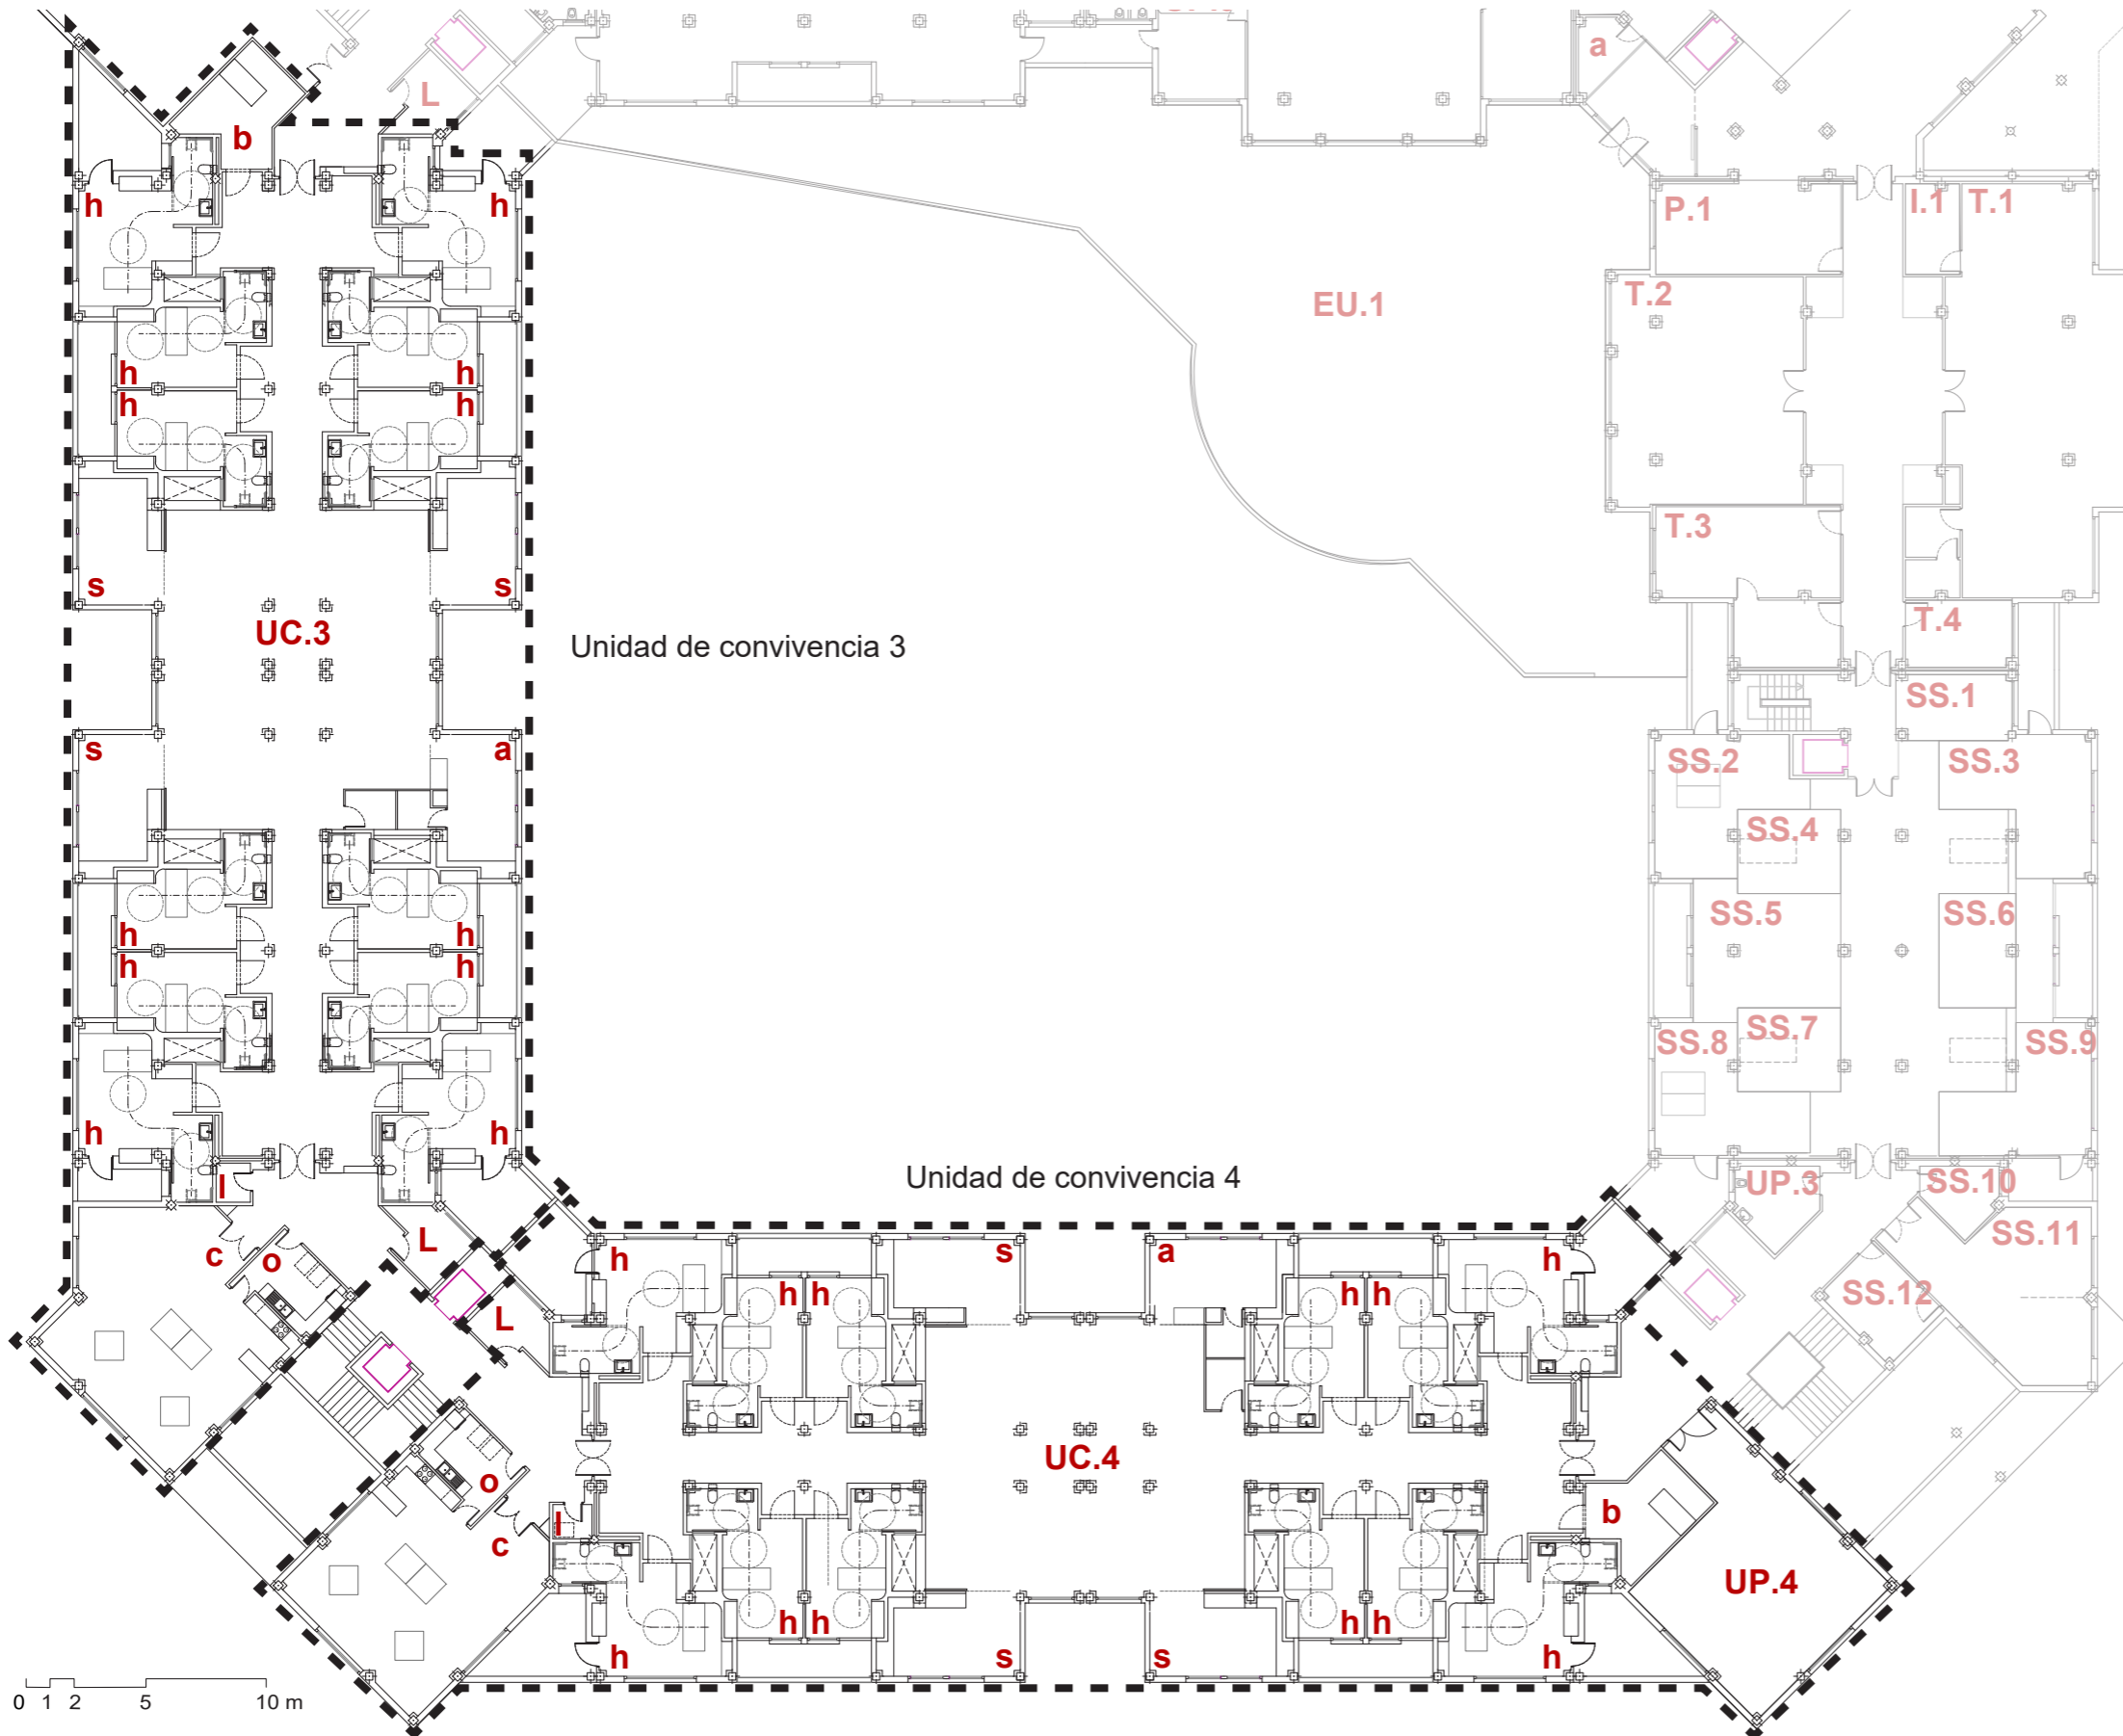 a
L
b
h
h
P.1
I.1
T.1
EU.1
T.2
h
h
h
h
T.3
s
s
UC.3
Unidad de convivencia 3
T.4
SS.1
s
a
SS.2
SS.3
SS.4
SS.5
SS.6
h
h
h
h
SS.7
SS.8
SS.9
h
h
Unidad de convivencia 4
l
UP.3
SS.10
SS.11
c
o
L
h
s
a
h
h
h
h
h
SS.12
L
UC.4
o
l
c
b
UP.4
h
h
h
h
h
s
s
h
0 1 2 5 10 m